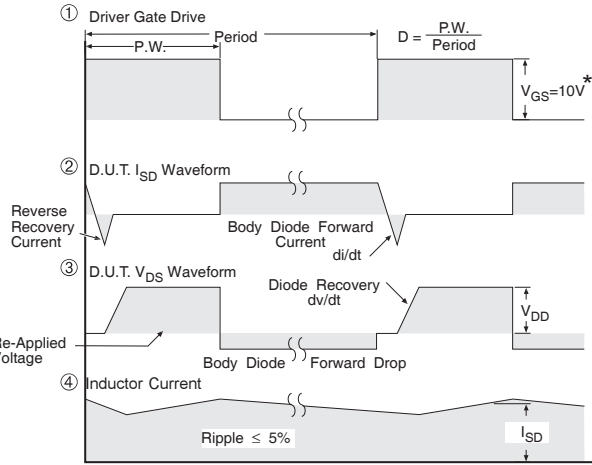 ① Driver Gate Drive
P.W.
Period
D = P.W.
Period
VGS=10V*
② D.U.T. ISD Waveform
Reverse
Recovery
Current
Body Diode Forward
Current
di/dt
③ D.U.T. VDS Waveform
Diode Recovery
dv/dt
VDD
Re-Applied
Voltage
Body Diode Forward Drop
④ Inductor Current
Ripple ≤ 5%
ISD